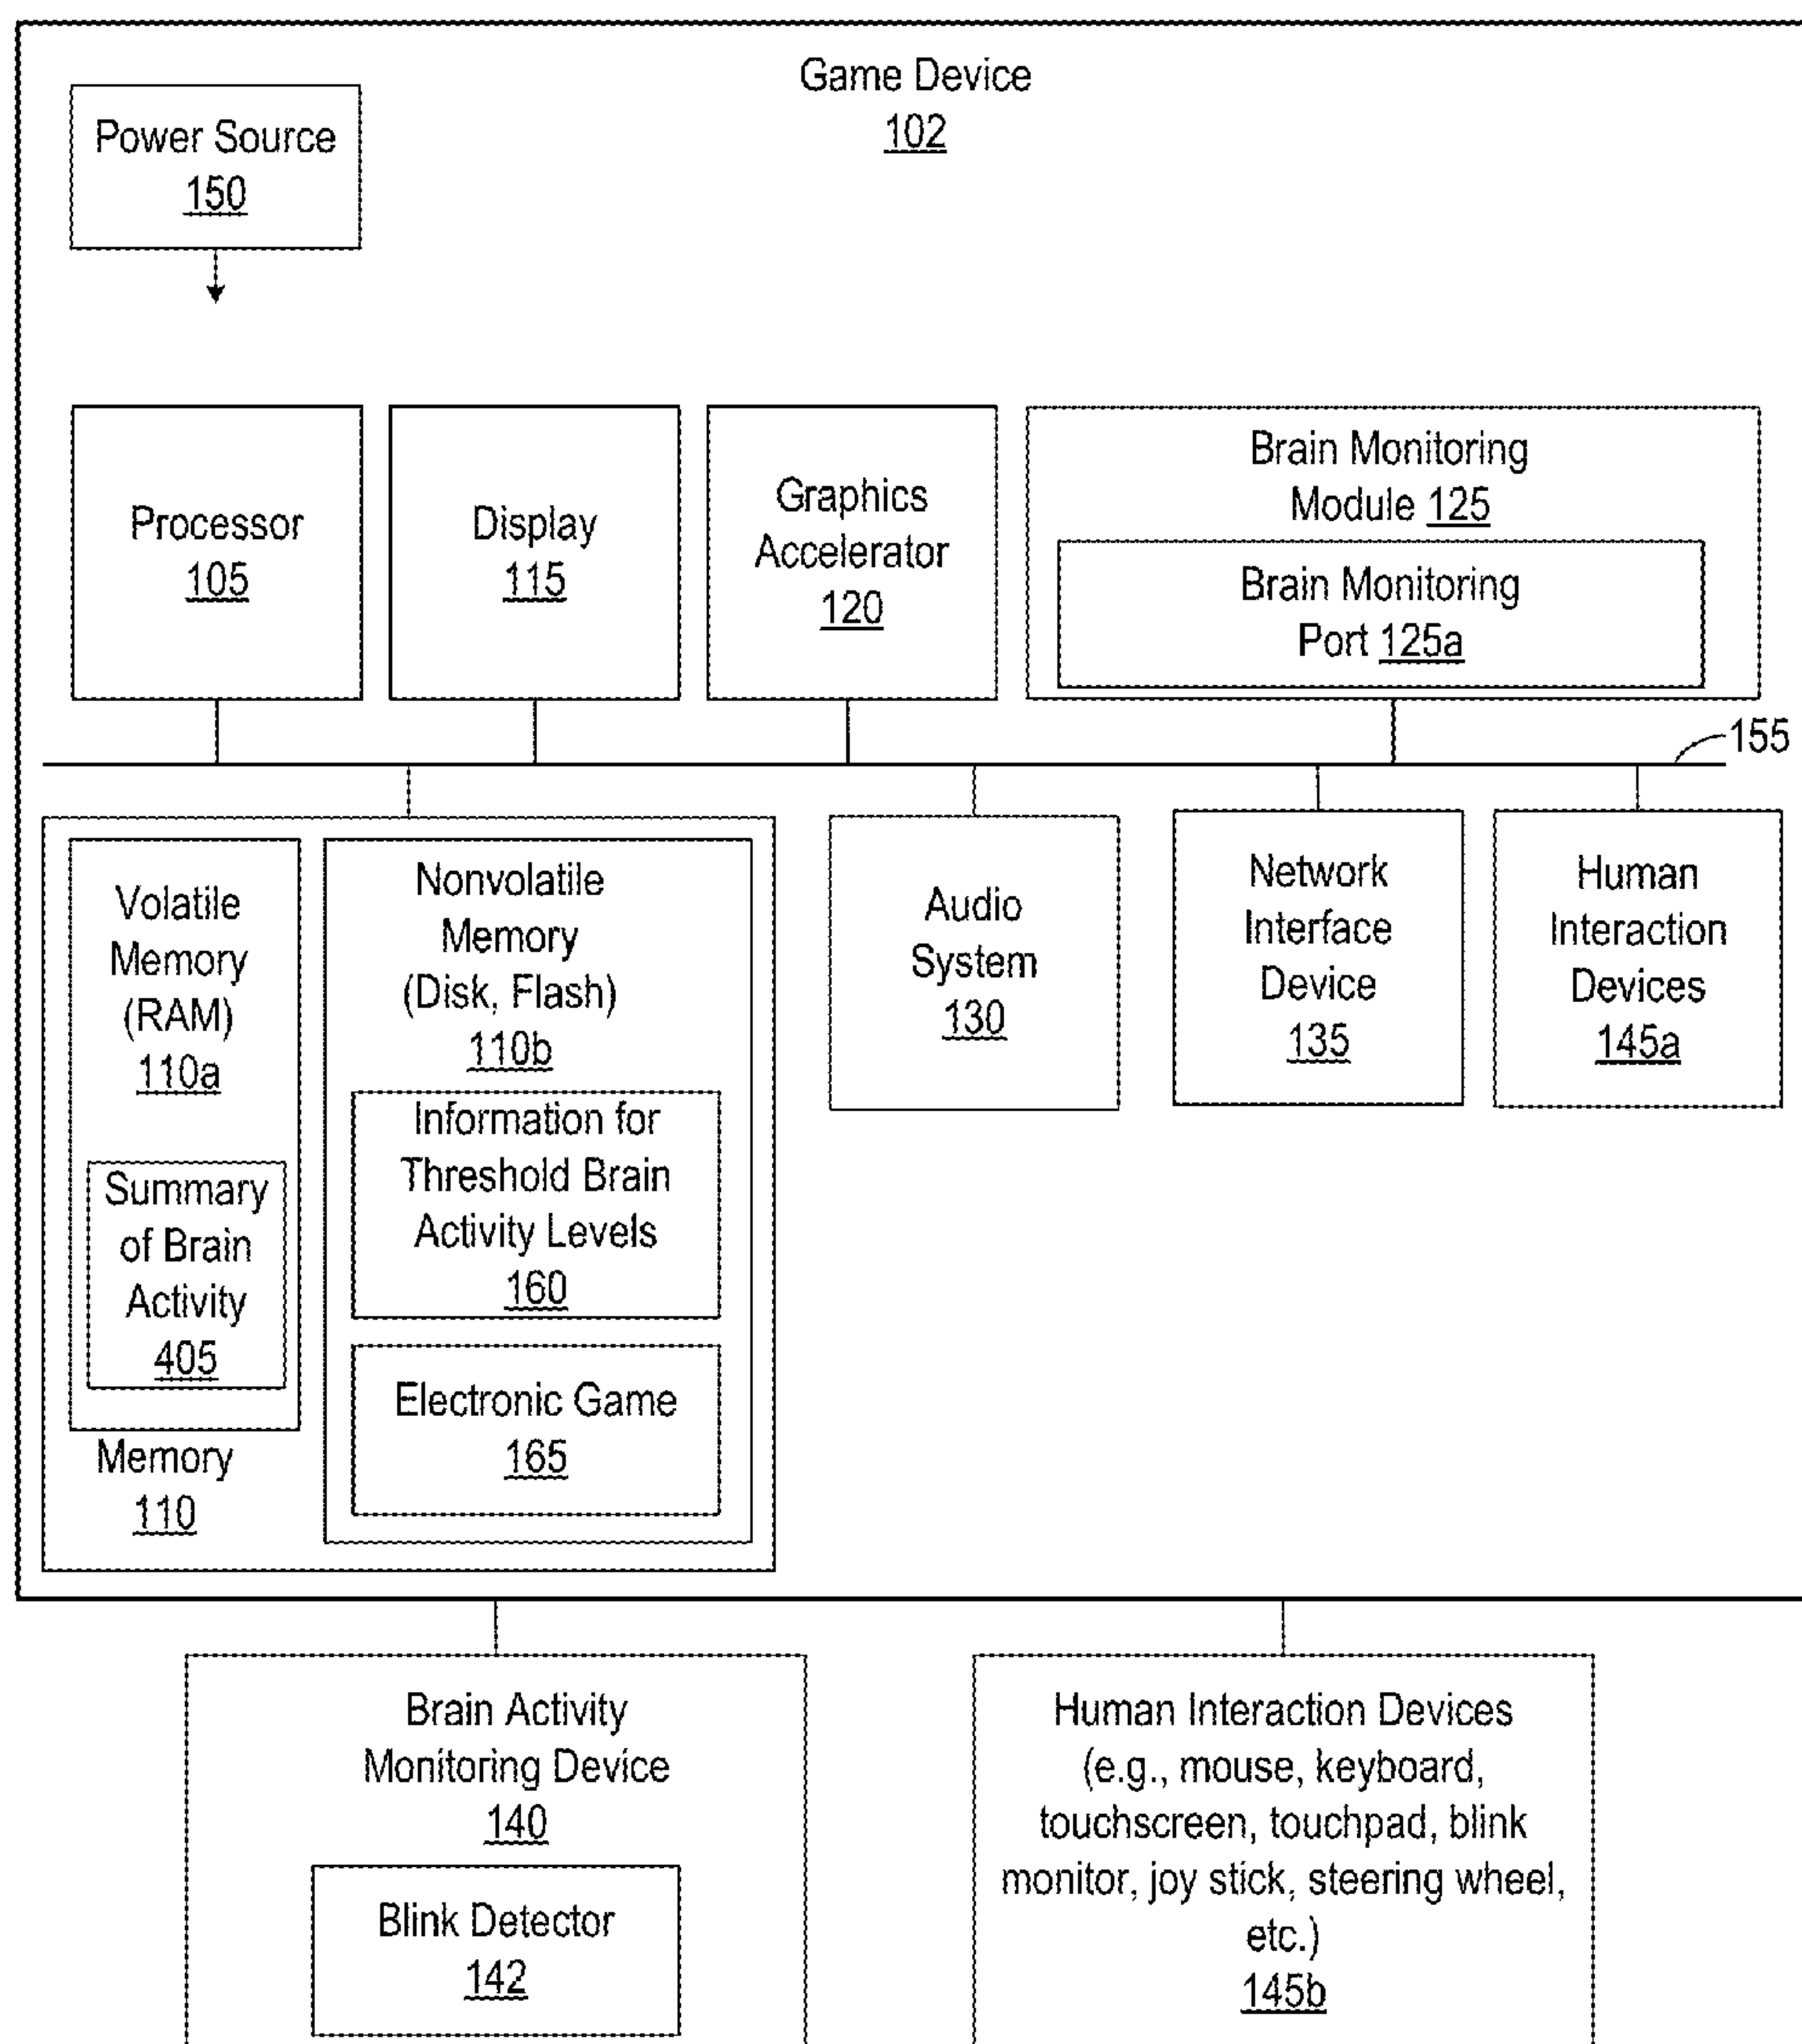 Game Device
102
Power Source
150
Processor
105
Display
115
Graphics
Accelerator
120
Brain Monitoring
Module 125
Brain Monitoring
Port 125a
155
Volatile
Memory
(RAM)
110a
Summary
of Brain
Activity
405
Memory
110
Nonvolatile
Memory
(Disk, Flash)
110b
Information for
Threshold Brain
Activity Levels
160
Electronic Game
165
Audio
System
130
Network
Interface
Device
135
Human
Interaction
Devices
145a
Brain Activity
Monitoring Device
140
Blink Detector
142
Human Interaction Devices
(e.g., mouse, keyboard,
touchscreen, touchpad, blink
monitor, joy stick, steering wheel,
etc.)
145b